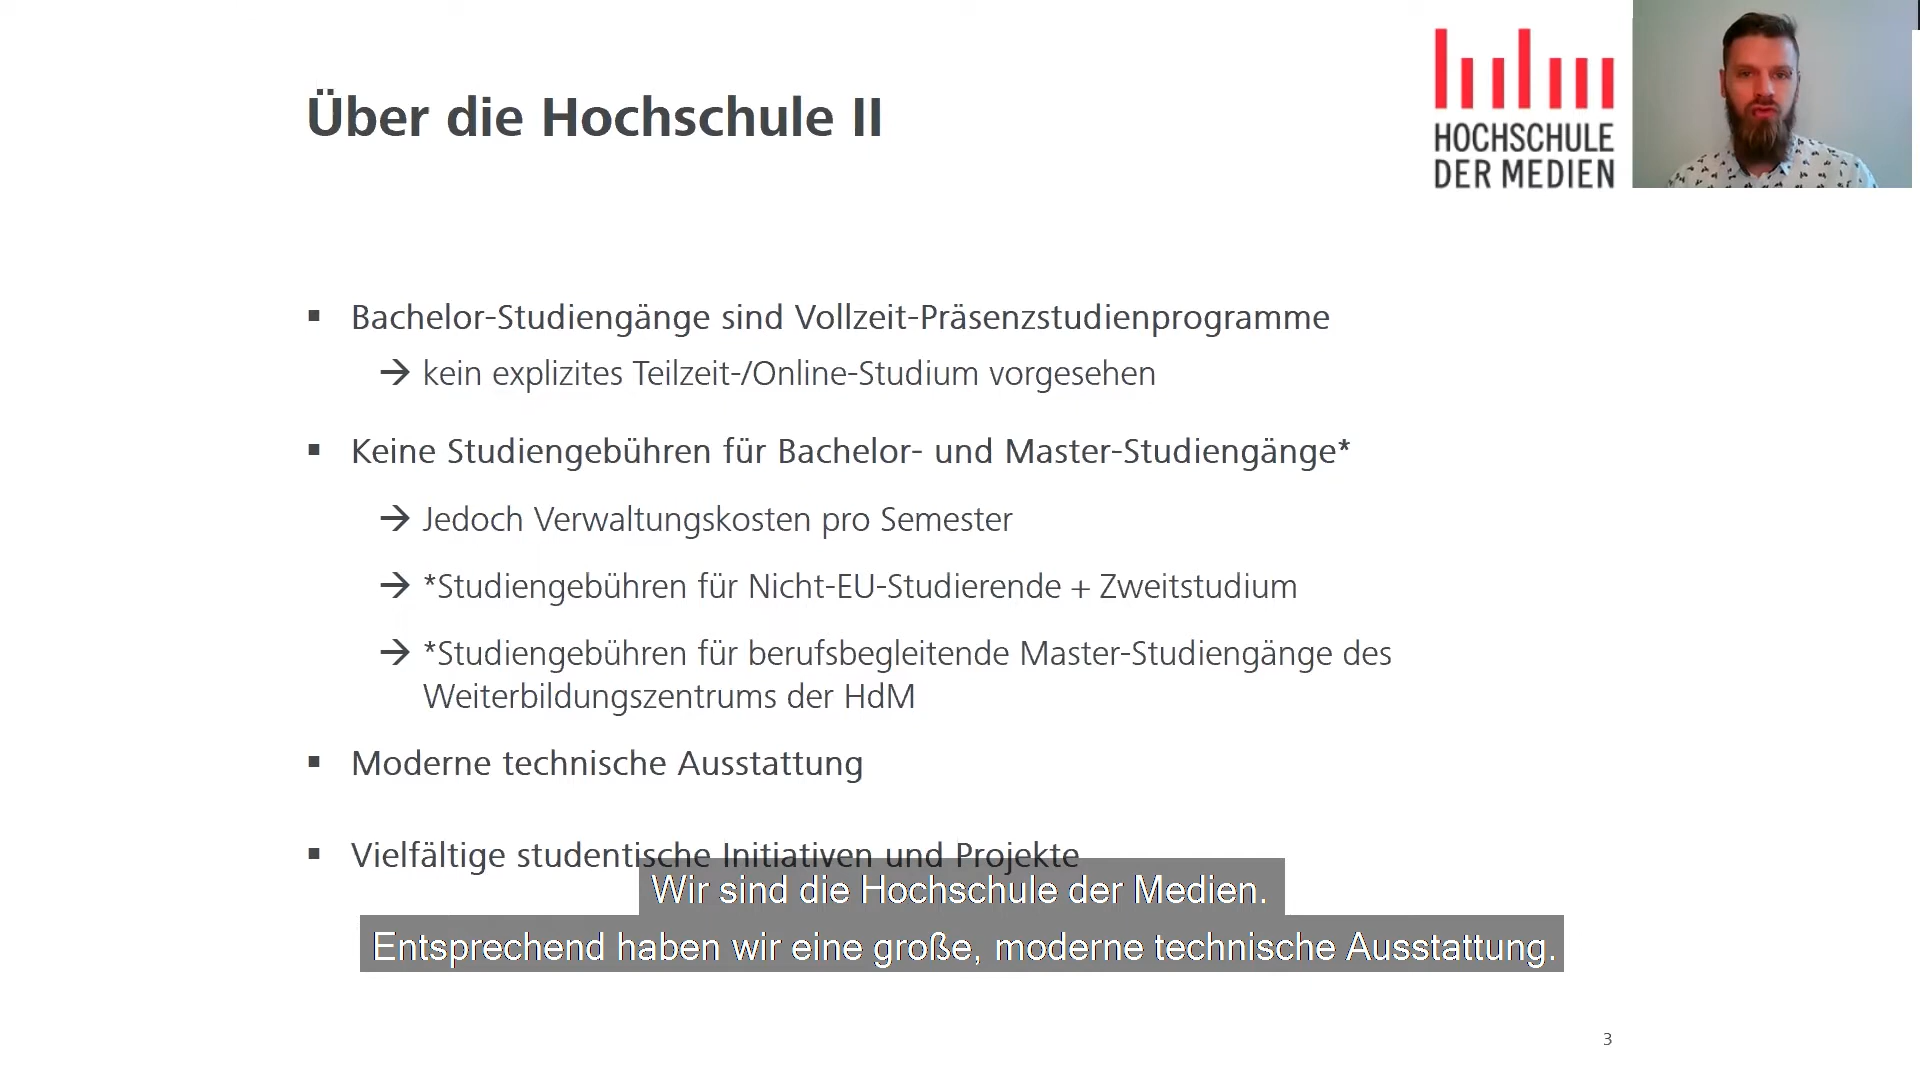 Über die Hochschule II
HOCHSCHULE
DER MEDIEN
▪ Bachelor-Studiengänge sind Vollzeit-Präsenzstudienprogramme
→ kein explizites Teilzeit-/Online-Studium vorgesehen
▪ Keine Studiengebühren für Bachelor- und Master-Studiengänge*
→ Jedoch Verwaltungskosten pro Semester
→ *Studiengebühren für Nicht-EU-Studierende + Zweitstudium
→ *Studiengebühren für berufsbegleitende Master-Studiengänge des
Weiterbildungszentrums der HdM
▪ Moderne technische Ausstattung
▪ Vielfältige studentische Initiativen und Projekte
Wir sind die Hochschule der Medien.
Entsprechend haben wir eine große, moderne technische Ausstattung.
3